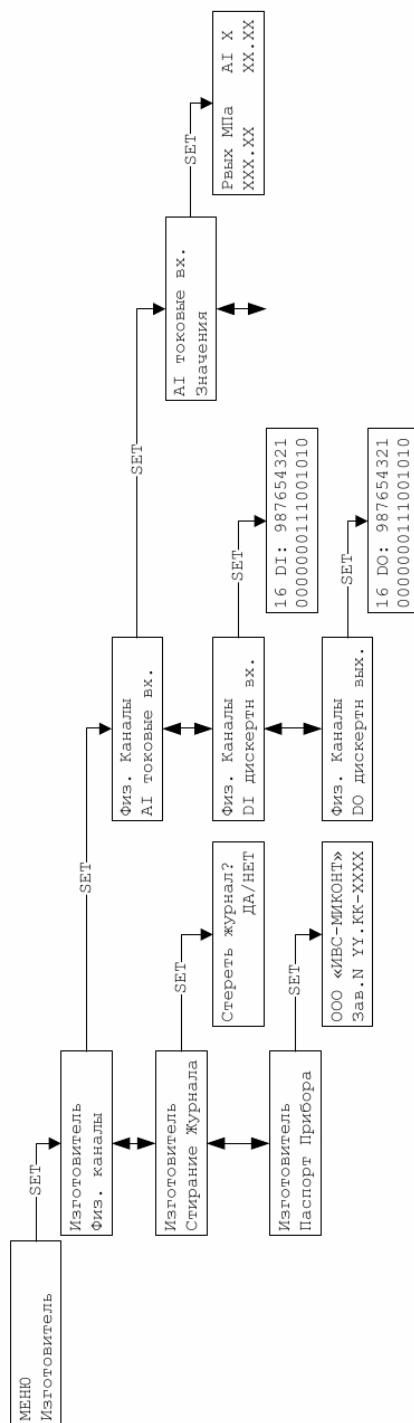 МЕНЮ
Изготовитель
SET
Изготовитель
Физ. каналы
SET
Физ. Каналы
AI токовые вх.
SET
AI токовые вх.
Значения
SET
Рвых МПа AI X
XXX.XX XX.XX
Физ. Каналы
DI дискертн вх.
SET
16 DI: 987654321
0000000111001010
Физ. Каналы
DO дискертн вых.
SET
16 DO: 987654321
0000000111001010
Изготовитель
Стирание Журнала
SET
Стереть журнал?
ДА/НЕТ
Изготовитель
Паспорт Прибора
SET
ООО «ИВС-МИКОНТ»
Зав.N YY.КК-XXXX